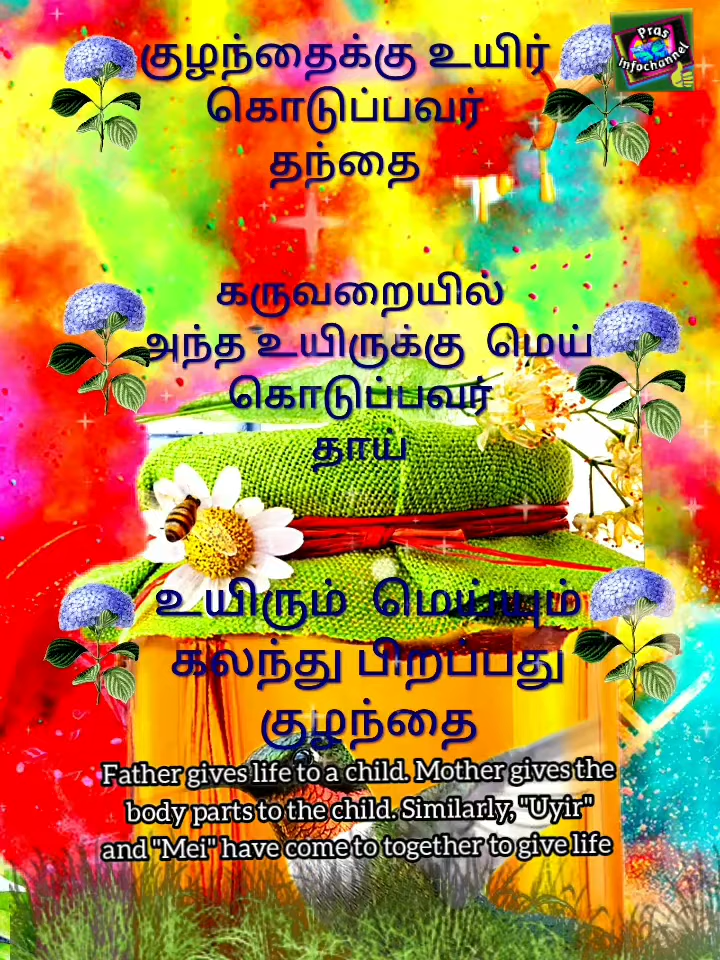 Pras
Infochannel
குழந்தைக்கு உயிர்
கொடுப்பவர்
தந்தை
கருவறையில்
அந்த உயிருக்கு மெய்
கொடுப்பவர்
தாய்
உயிரும் மெய்யும்
கலந்து பிறப்பது
குழந்தை
Father gives life to a child. Mother gives the
body parts to the child. Similarly, "Uyir"
and "Mei" have come to together to give life